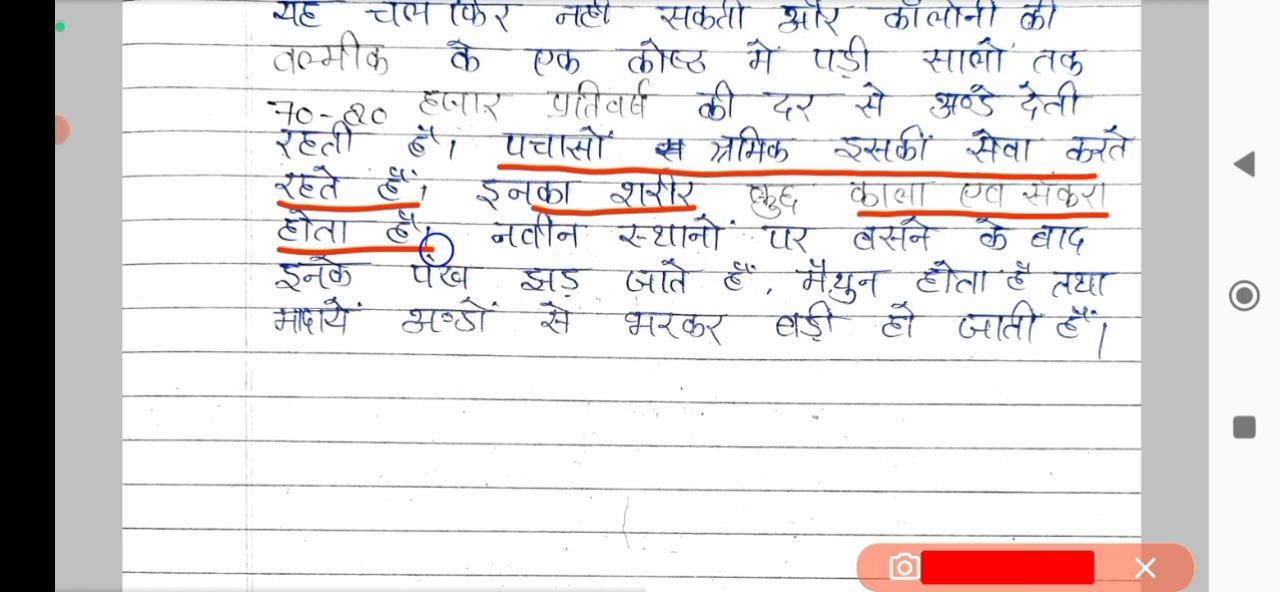 यह चल फिर नहीं सकती और कॉलोनी की
वल्मीक के एक कोष्ठ में पड़ी सालों तक
70-80 हजार प्रतिवर्ष की दर से अण्डे देती
रहती है। पचासों श्रमिक इसकी सेवा करते
रहते हैं। इनका शरीर कुछ काला एवं संकरा
होता है। नवीन स्थानों पर बसने के बाद
इनके पंख झड़ जाते हैं, मैथुन होता है तथा
मादायें अण्डों से भरकर बड़ी हो जाती हैं।